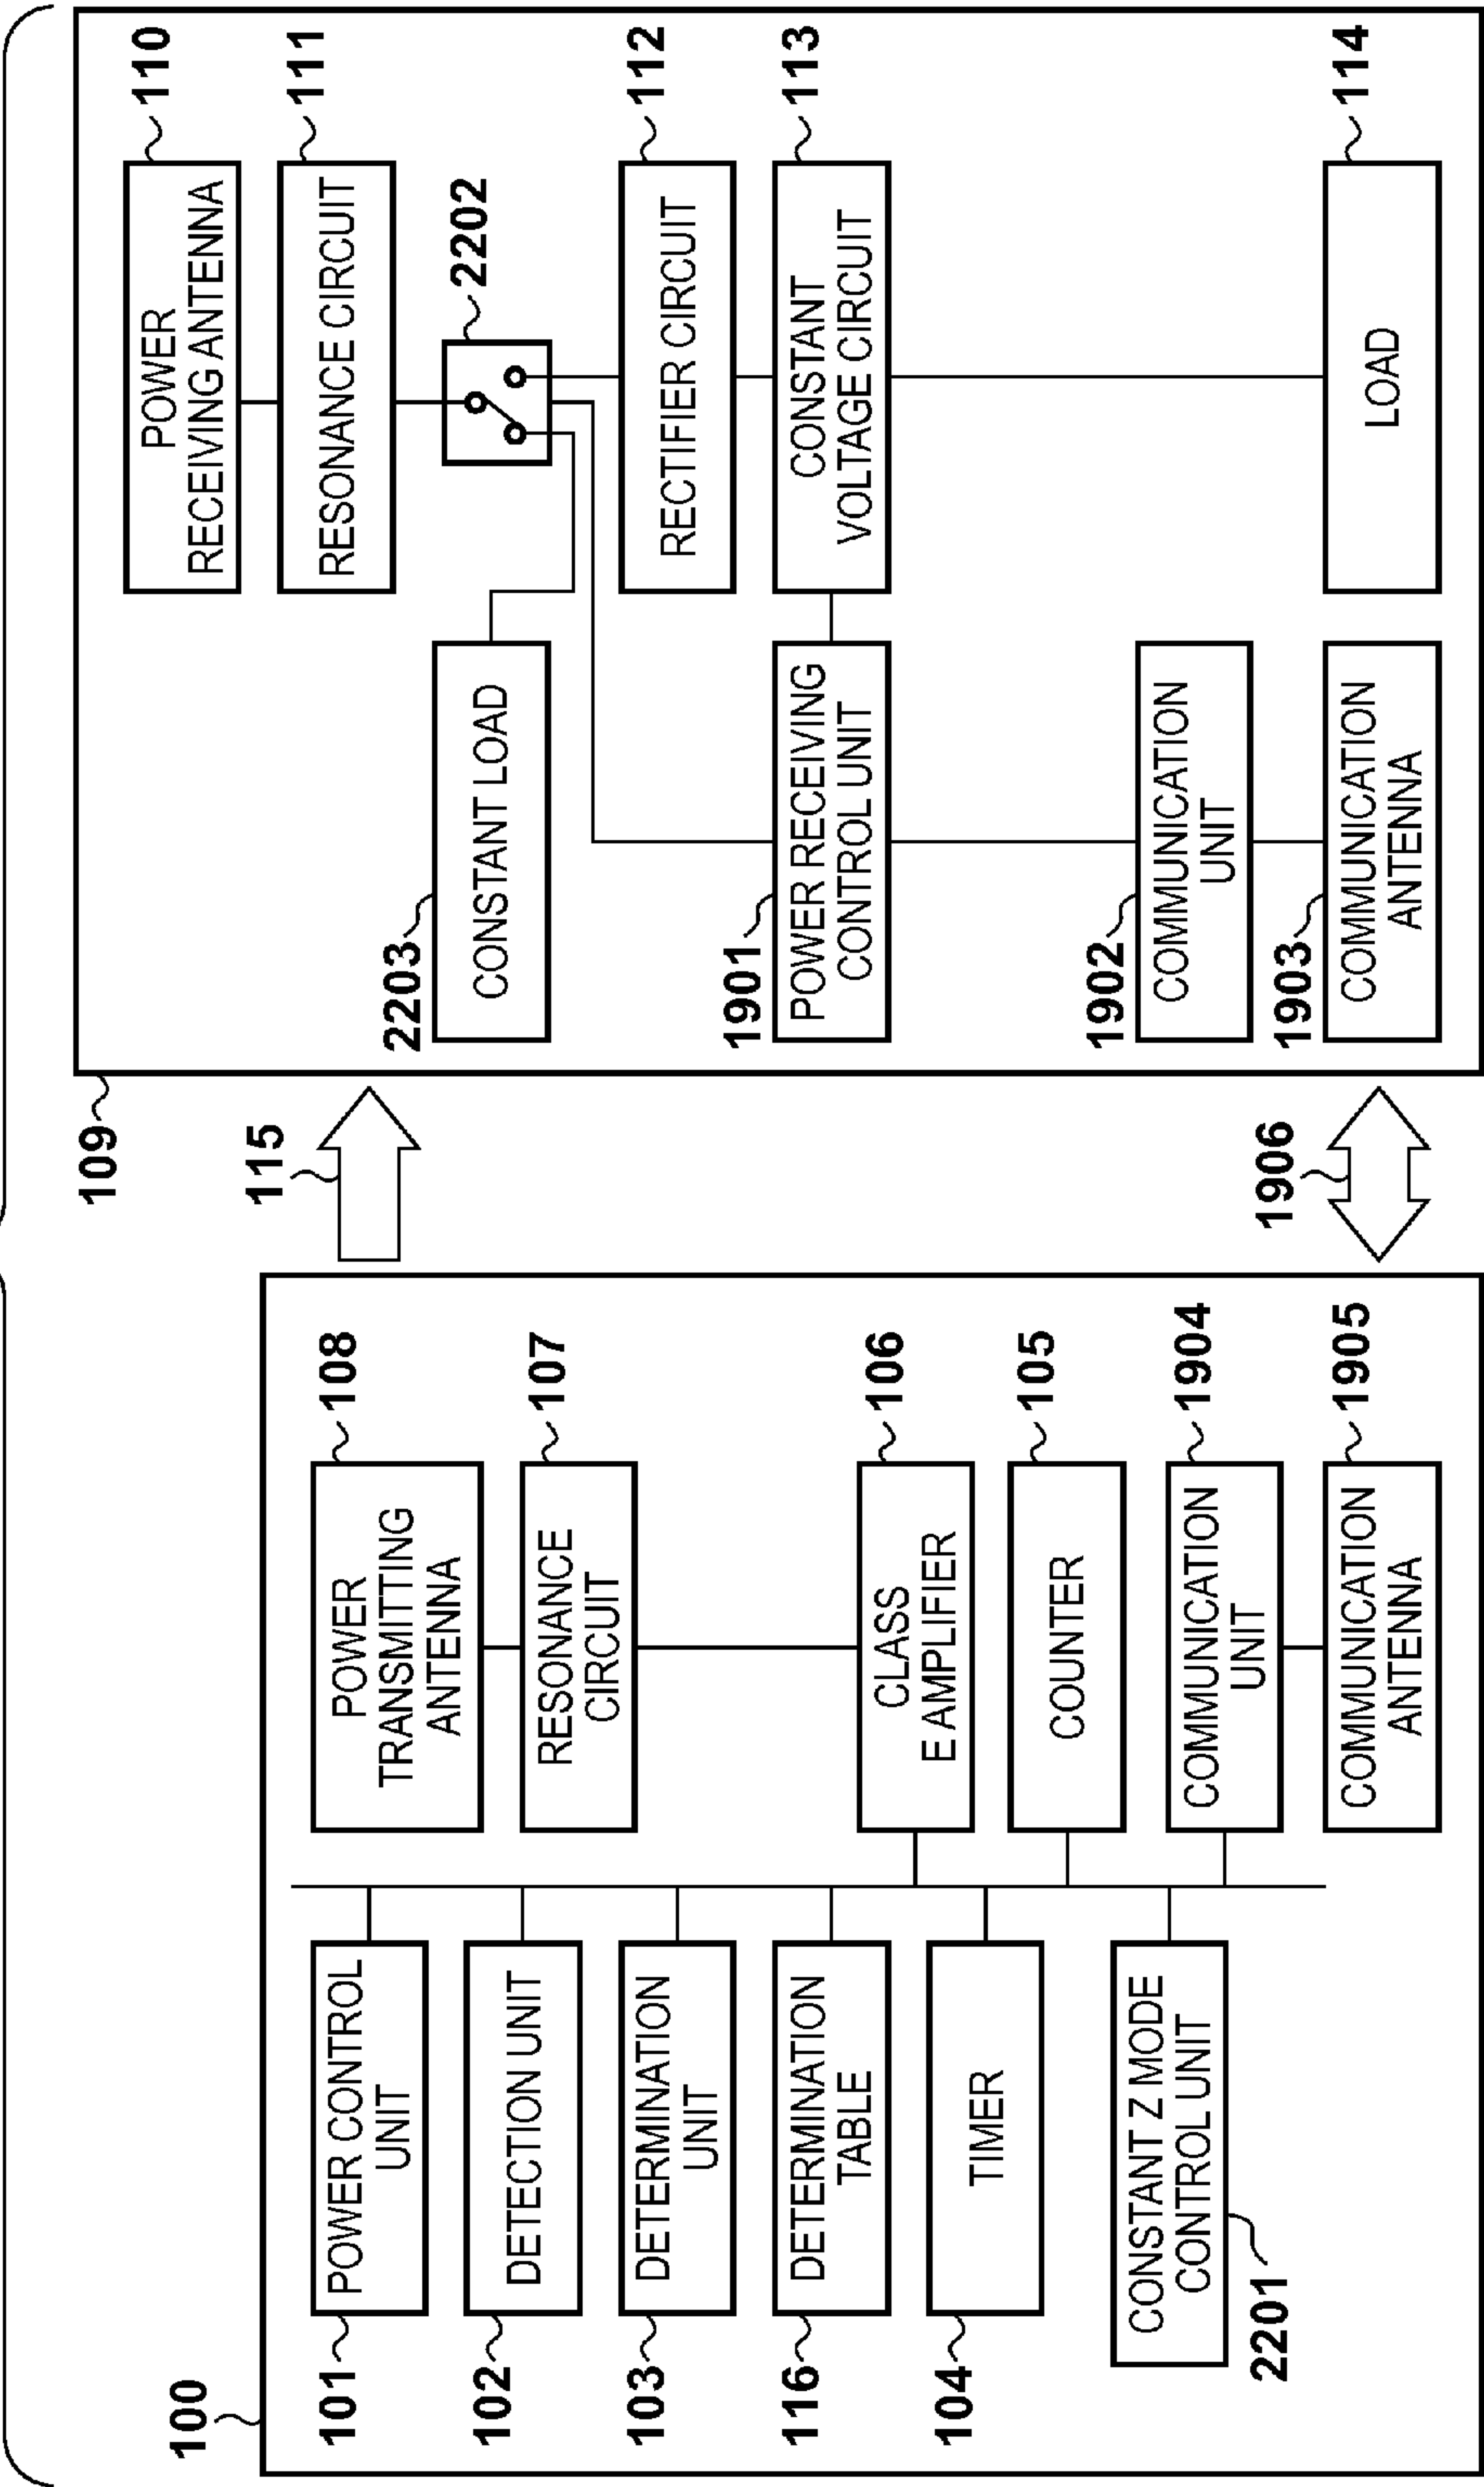 100
101
POWER CONTROL
UNIT
102
DETECTION UNIT
103
DETERMINATION
UNIT
116
DETERMINATION
TABLE
104
TIMER
2201
CONSTANT Z MODE
CONTROL UNIT
108
POWER
TRANSMITTING
ANTENNA
107
RESONANCE
CIRCUIT
106
CLASS
E AMPLIFIER
105
COUNTER
1904
COMMUNICATION
UNIT
1905
COMMUNICATION
ANTENNA
115
1906
109
2203
CONSTANT LOAD
1901
POWER RECEIVING
CONTROL UNIT
1902
COMMUNICATION
UNIT
1903
COMMUNICATION
ANTENNA
110
POWER
RECEIVING ANTENNA
111
RESONANCE CIRCUIT
2202
112
RECTIFIER CIRCUIT
113
CONSTANT
VOLTAGE CIRCUIT
114
LOAD